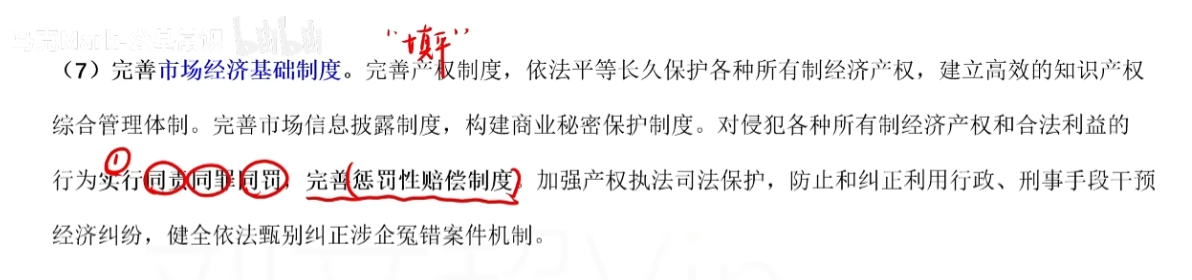 bilibili
“填平”
（7）完善市场经济基础制度。完善产权制度，依法平等长久保护各种所有制经济产权，建立高效的知识产权
综合管理体制。完善市场信息披露制度，构建商业秘密保护制度。对侵犯各种所有制经济产权和合法利益的
①
行为实行同责同罪同罚，完善惩罚性赔偿制度。加强产权执法司法保护，防止和纠正利用行政、刑事手段干预
经济纠纷，健全依法甄别纠正涉企冤错案件机制。